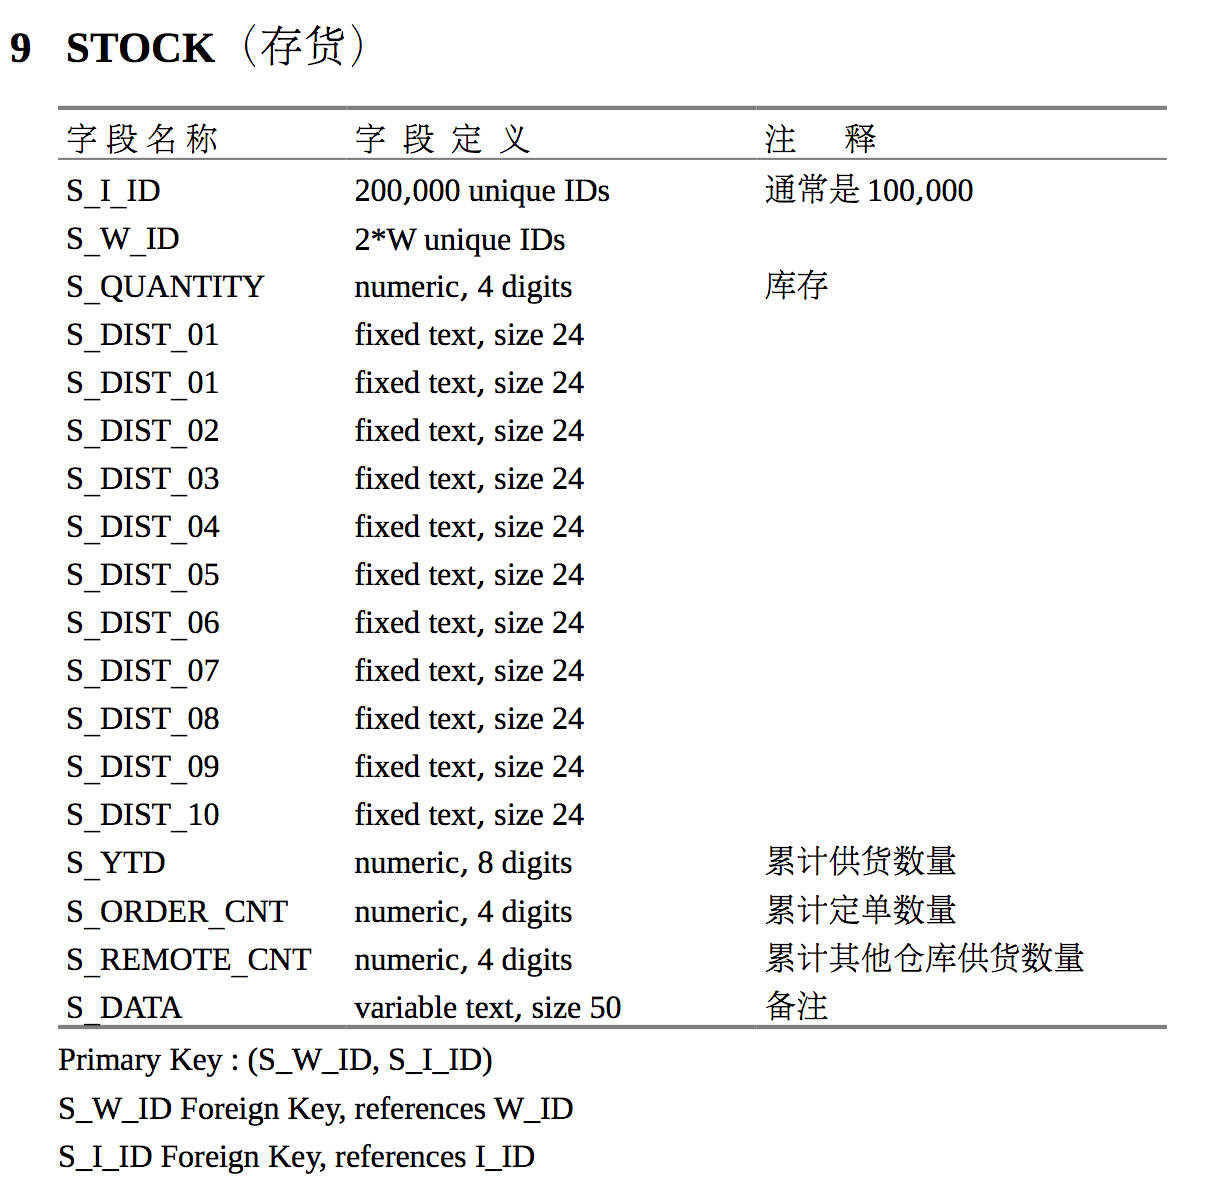 9 STOCK（存货）
字段名称 字段定义 注释
S_I_ID 200,000 unique IDs 通常是 100,000
S_W_ID 2*W unique IDs
S_QUANTITY numeric, 4 digits 库存
S_DIST_01 fixed text, size 24
S_DIST_01 fixed text, size 24
S_DIST_02 fixed text, size 24
S_DIST_03 fixed text, size 24
S_DIST_04 fixed text, size 24
S_DIST_05 fixed text, size 24
S_DIST_06 fixed text, size 24
S_DIST_07 fixed text, size 24
S_DIST_08 fixed text, size 24
S_DIST_09 fixed text, size 24
S_DIST_10 fixed text, size 24
S_YTD numeric, 8 digits 累计供货数量
S_ORDER_CNT numeric, 4 digits 累计定单数量
S_REMOTE_CNT numeric, 4 digits 累计其他仓库供货数量
S_DATA variable text, size 50 备注
Primary Key : (S_W_ID, S_I_ID)
S_W_ID Foreign Key, references W_ID
S_I_ID Foreign Key, references I_ID